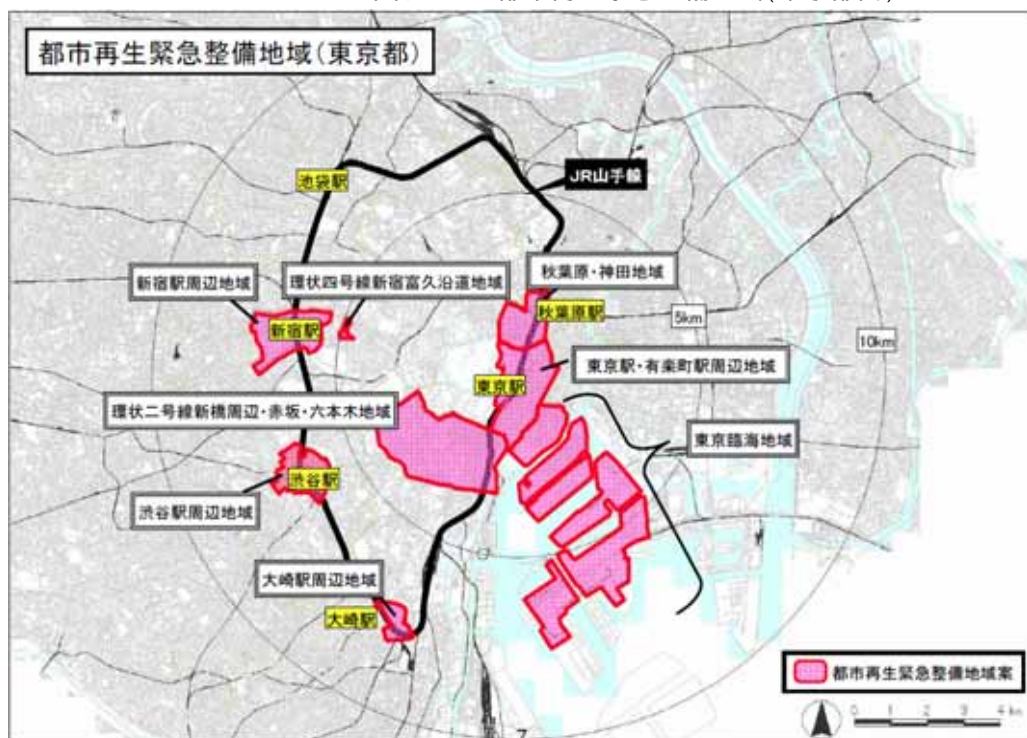 都市再生緊急整備地域(東京都)
JR山手線
池袋駅
新宿駅周辺地域
環状四号線新宿富久沿道地域
秋葉原・神田地域
新宿駅
秋葉原駅
5km
10km
東京駅・有楽町駅周辺地域
東京駅
環状二号線新橋周辺・赤坂・六本木地域
東京臨海地域
渋谷駅
渋谷駅周辺地域
大崎駅周辺地域
大崎駅
都市再生緊急整備地域案
0 1 2 3 4 km